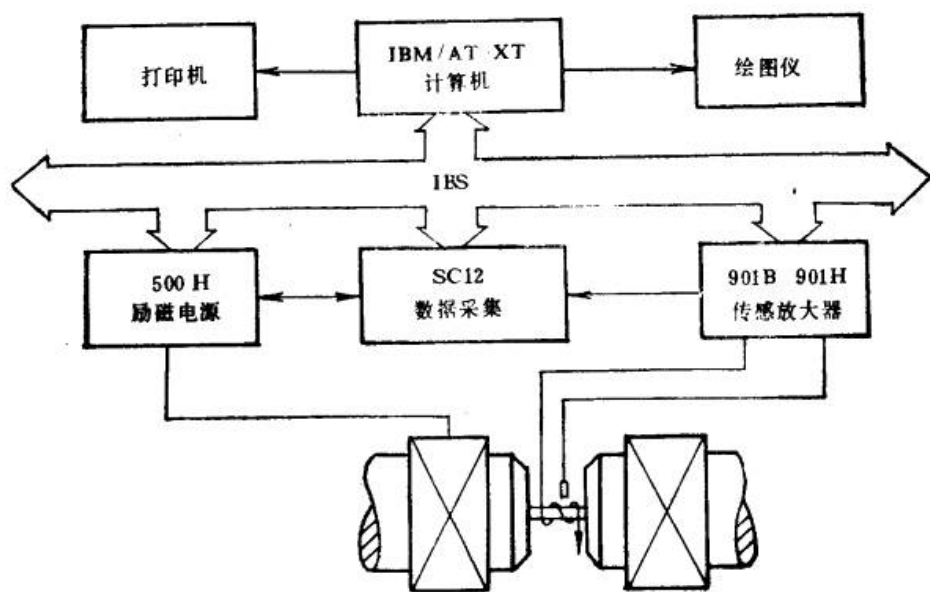 打印机
IBM/AT XT
计算机
绘图仪
IBS
500H
励磁电源
SC12
数据采集
901B 901H
传感放大器